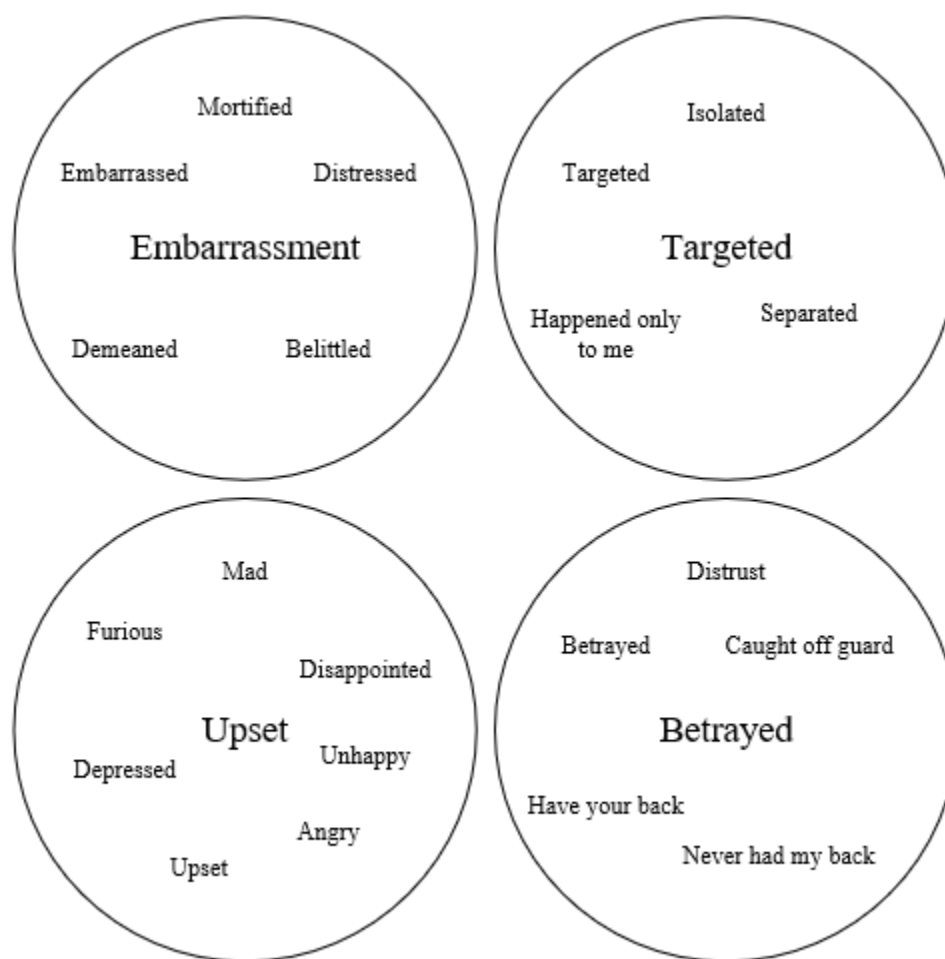 Mortified
Embarrassed
Distressed
Embarrassment
Demeaned
Belittled
Isolated
Targeted
Targeted
Happened only
to me
Separated
Mad
Furious
Disappointed
Upset
Unhappy
Depressed
Angry
Upset
Distrust
Betrayed
Caught off guard
Betrayed
Have your back
Never had my back